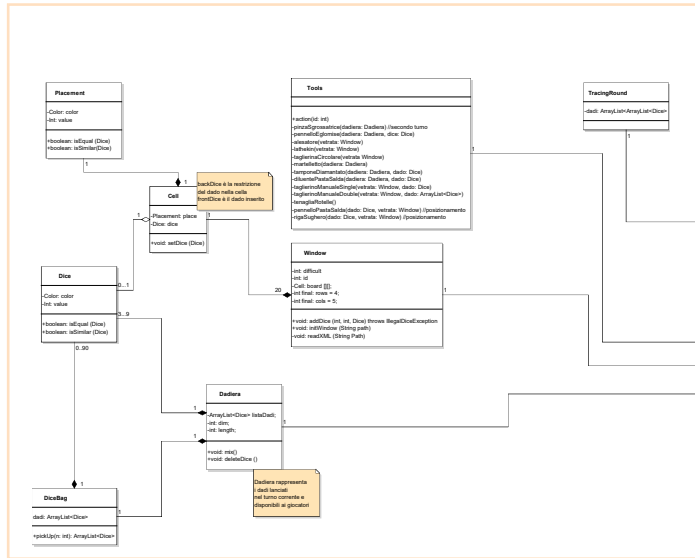 Placement
-Color: color
-Int: value
+boolean: isEqual (Dice)
+boolean: isSimilar(Dice)
1
1
Cell
-Placement: place
-Dice: dice
+void: setDice (Dice)
backDice è la restrizione
del dado nella cella
frontDice è il dado inserito
1
1
Tools
+action(id: int)
-pinzaSgrossatrice(dadiera: Dadiera) //secondo turno
-pennelloEglomise(dadiera: Dadiera, dice: Dice)
-alesatore(vetrata: Window)
-lathekin(vetrata: Window)
-taglierinaCircolare(vetrata Window)
-martelletto(dadiera: Dadiera)
-tamponeDiamantato(dadiera: Dadiera, dado: Dice)
-diluentePastaSalda(dadiera: Dadiera, dado: Dice)
-taglierinoManualeSingle(vetrata: Window, dado: Dice)
-taglierinoManualeDouble(vetrata: Window, dado: ArrayList<Dice>)
-tenagliaRotelle()
-pennelloPastaSalda(dado: Dice, vetrata: Window) //posizionamento
-rigaSughero(dado: Dice, vetrata: Window) //posizionamento
1
TracingRound
-dadi: ArrayList<ArrayList<Dice>
1
Window
-int: difficult
-int: id
-Cell: board [][];
-int final: rows = 4;
-int final: cols = 5;
+void: addDice (int, int, Dice) throws IllegalDiceException
+void: initWindow (String path)
-void: readXML (String Path)
20
1
Dice
-Color: color
-Int: value
+boolean: isEqual (Dice)
+boolean: isSimilar (Dice)
0...1
3...9
0..90
Dadiera
-ArrayList<Dice> listaDadi;
-int: dim;
-int: length;
+void: mix()
+void: deleteDice ()
1
1
1
Dadiera rappresenta
i dadi lanciati
nel turno corrente e
disponibili ai giocatori
1
DiceBag
dadi: ArrayList<Dice>
+pickUp(n: int): ArrayList<Dice>
1